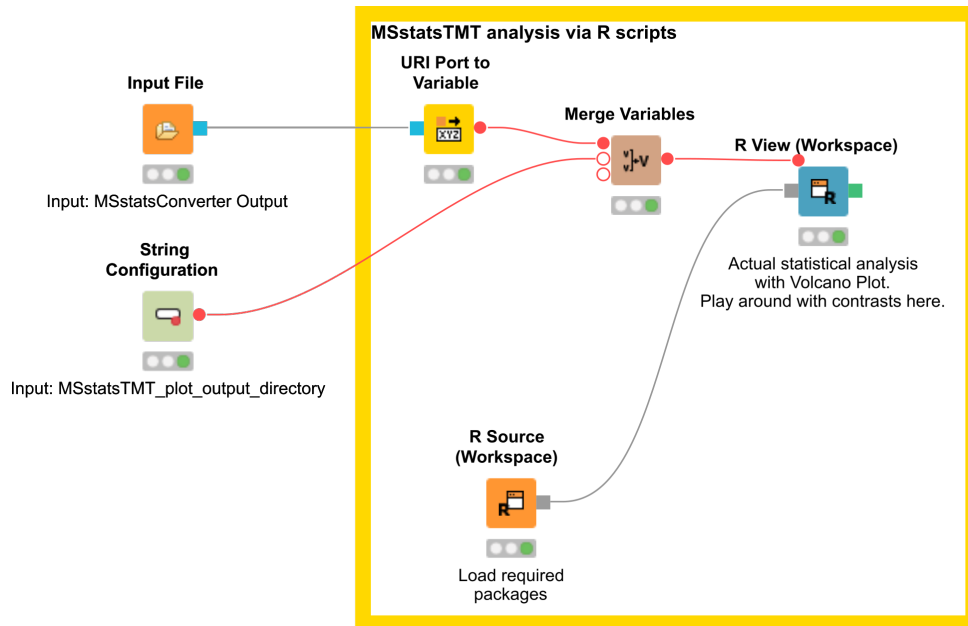 MSstatsTMT analysis via R scripts
Input File
Input: MSstatsConverter Output
URI Port to
Variable
XYZ
Merge Variables
V
V
V
R View (Workspace)
R
Actual statistical analysis
with Volcano Plot.
Play around with contrasts here.
String
Configuration
Input: MSstatsTMT_plot_output_directory
R Source
(Workspace)
R
Load required
packages